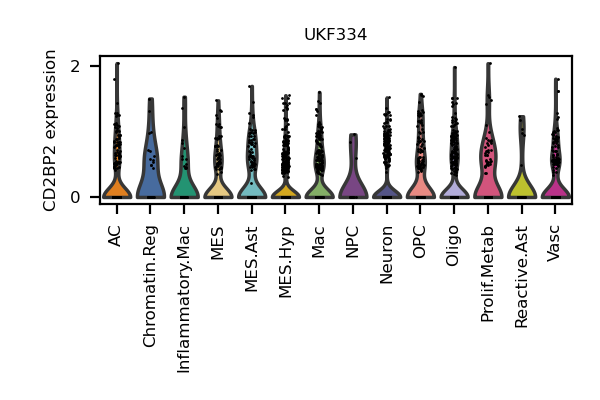 UKF334
CD2BP2 expression
2
0
AC
Chromatin.Reg
Inflammatory.Mac
MES
MES.Ast
MES.Hyp
Mac
NPC
Neuron
OPC
Oligo
Prolif.Metab
Reactive.Ast
Vasc